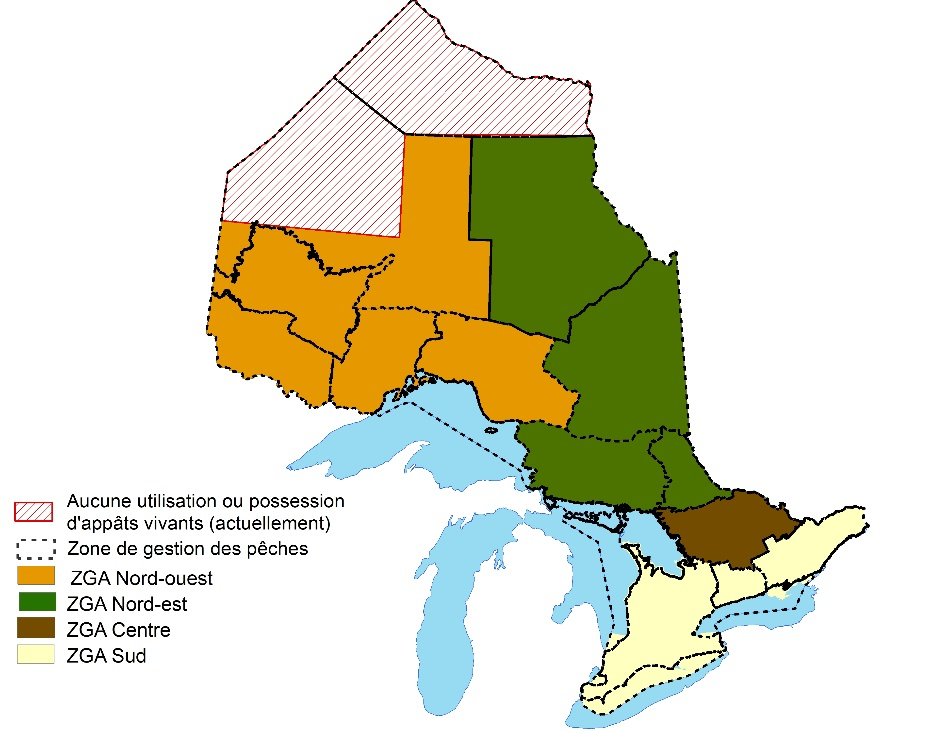 Aucune utilisation ou possession
d'appâts vivants (actuellement)
Zone de gestion des pêches
ZGA Nord-ouest
ZGA Nord-est
ZGA Centre
ZGA Sud